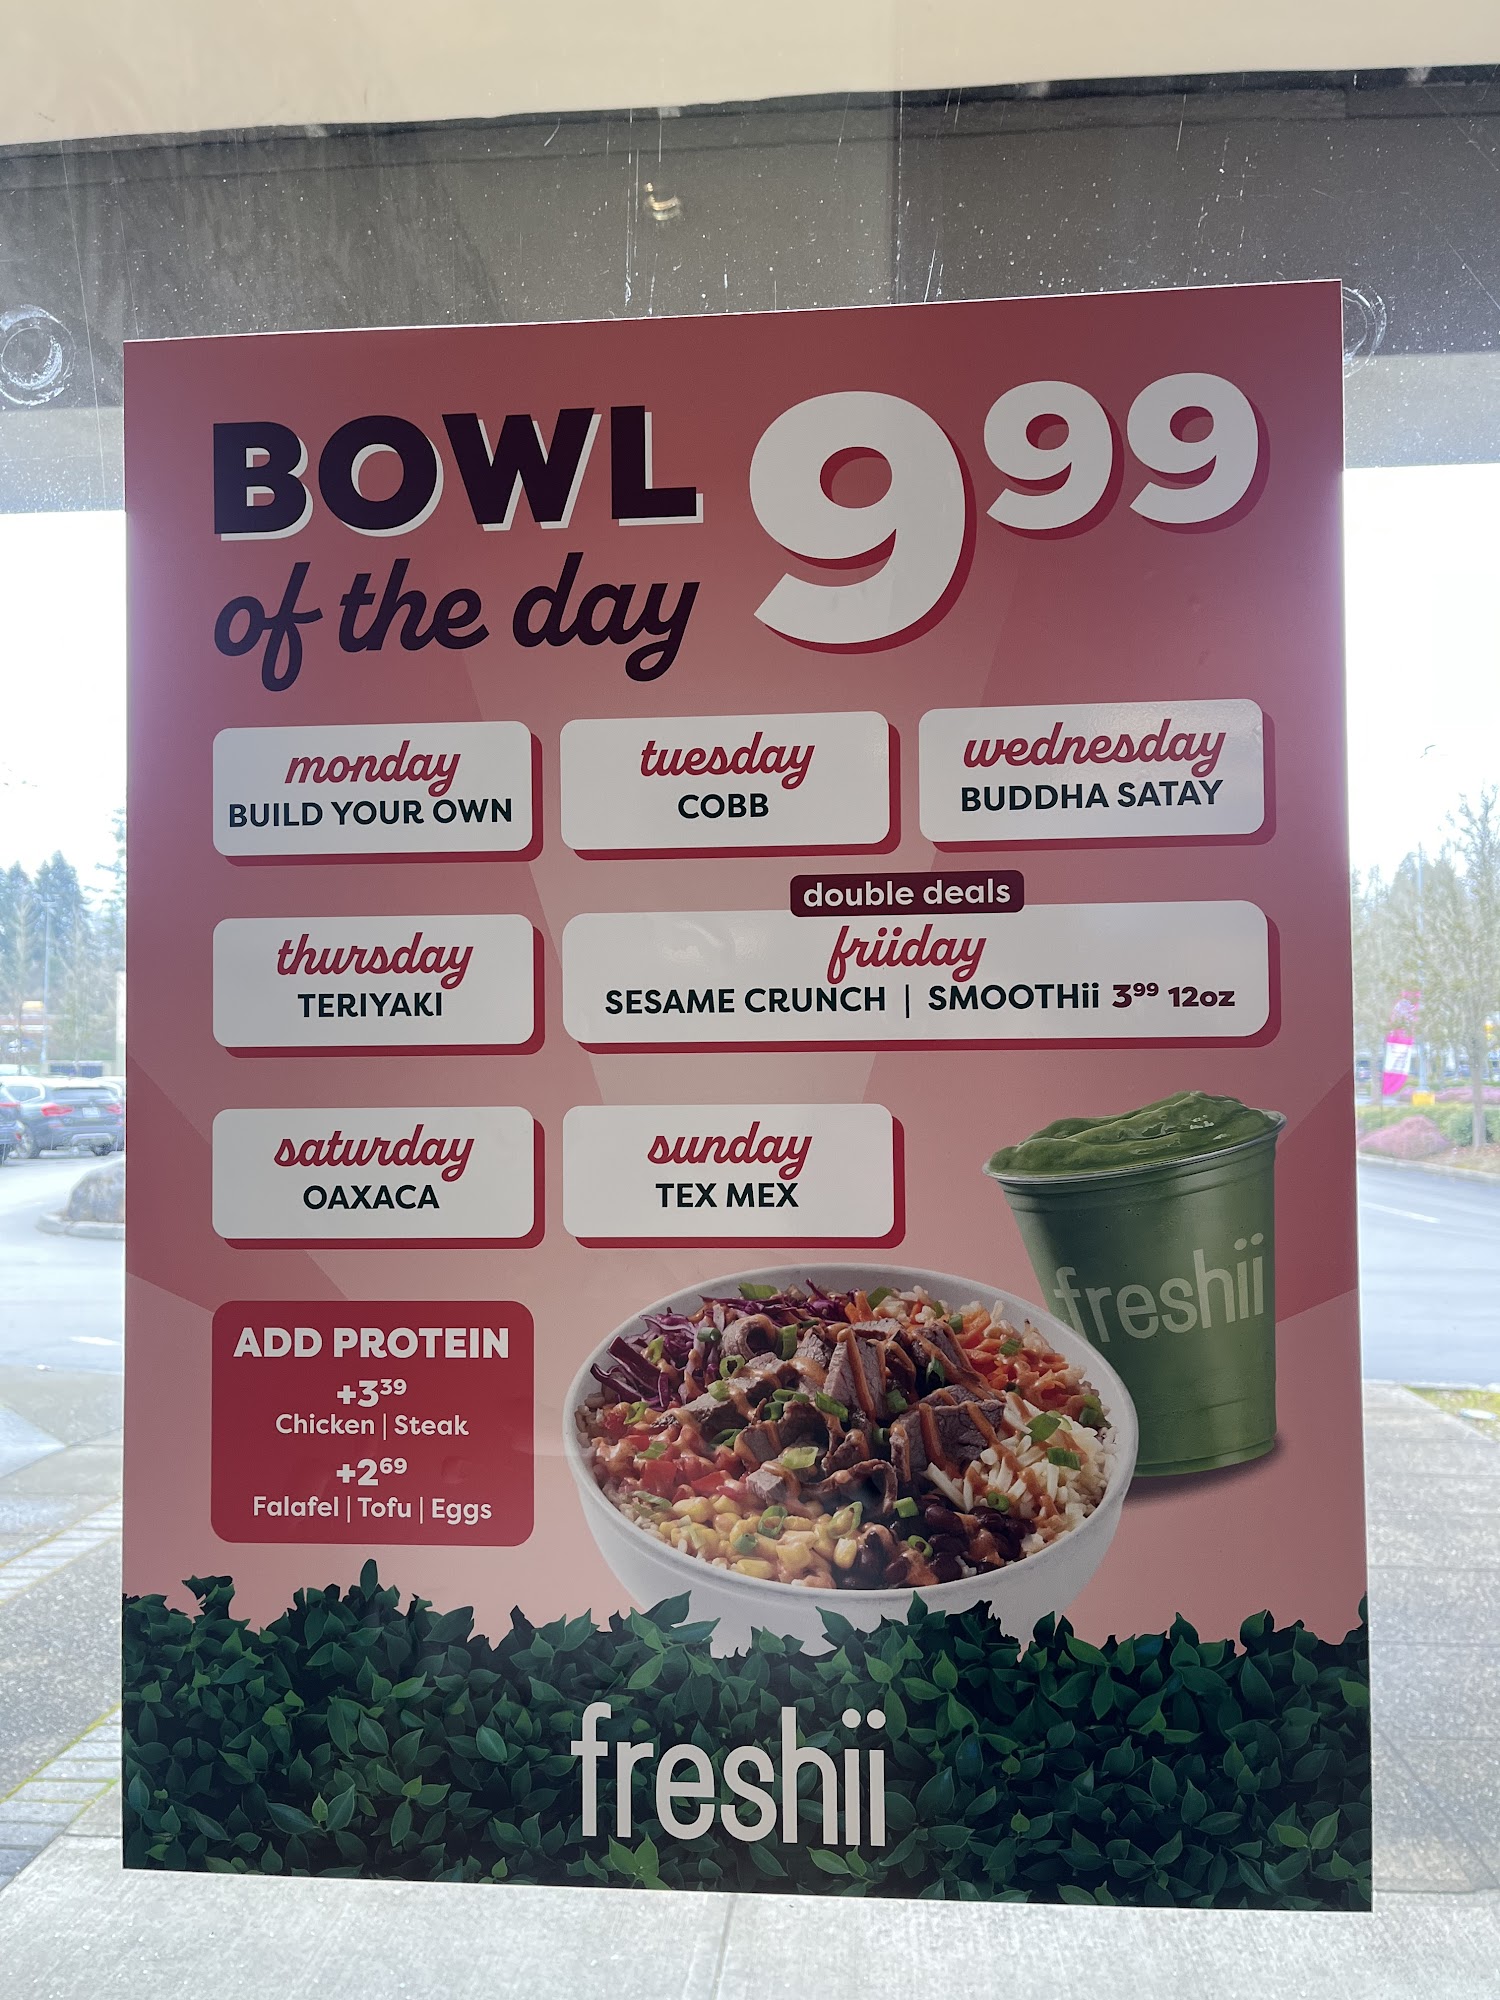 BOWL
of the day
9⁹⁹
monday
BUILD YOUR OWN
tuesday
COBB
wednesday
BUDDHA SATAY
thursday
TERIYAKI
double deals
friiday
SESAME CRUNCH | SMOOTHii 3⁹⁹ 12oz
saturday
OAXACA
sunday
TEX MEX
ADD PROTEIN
+3³⁹
Chicken | Steak
+2⁶⁹
Falafel | Tofu | Eggs
freshii
freshii